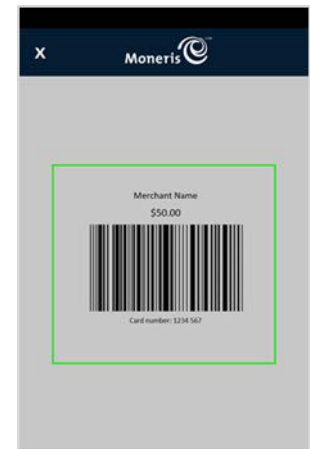 X
Moneris
Merchant Name
$50.00
Card number: 1234 567